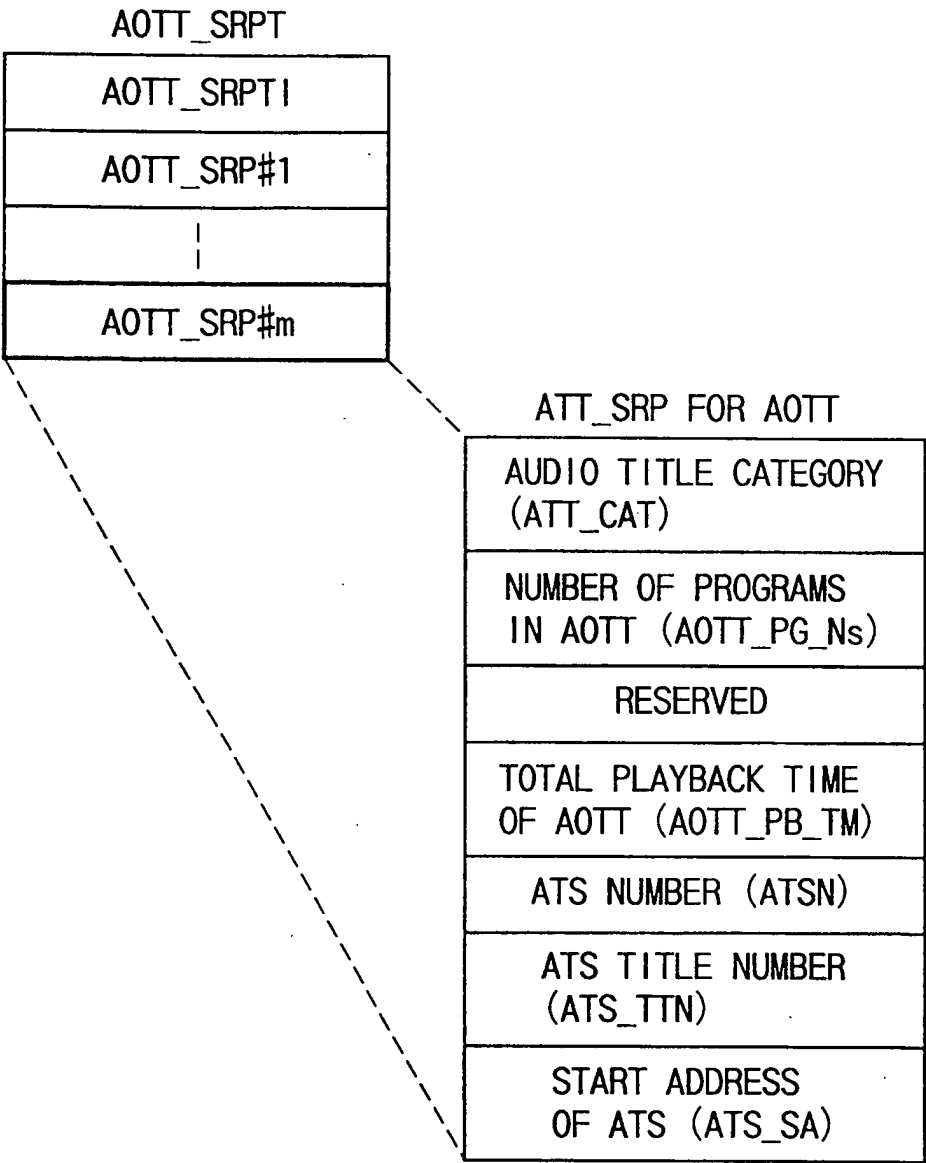 AOTT_SRPT
AOTT_SRPTI
AOTT_SRP#1
AOTT_SRP#m
ATT_SRP FOR AOTT
AUDIO TITLE CATEGORY
(ATT_CAT)
NUMBER OF PROGRAMS
IN AOTT (AOTT_PG_Ns)
RESERVED
TOTAL PLAYBACK TIME
OF AOTT (AOTT_PB_TM)
ATS NUMBER (ATSN)
ATS TITLE NUMBER
(ATS_TTN)
START ADDRESS
OF ATS (ATS_SA)